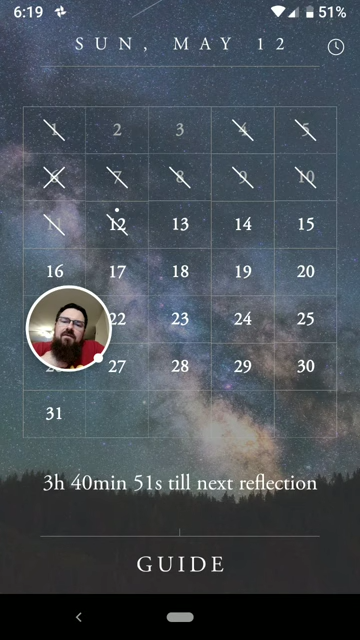 6:19 51%
SUN, MAY 12
1 2 3 4 5
6 7 8 9 10
11 12 13 14 15
16 17 18 19 20
22 23 24 25
27 28 29 30
31
3h 40min 51s till next reflection
GUIDE